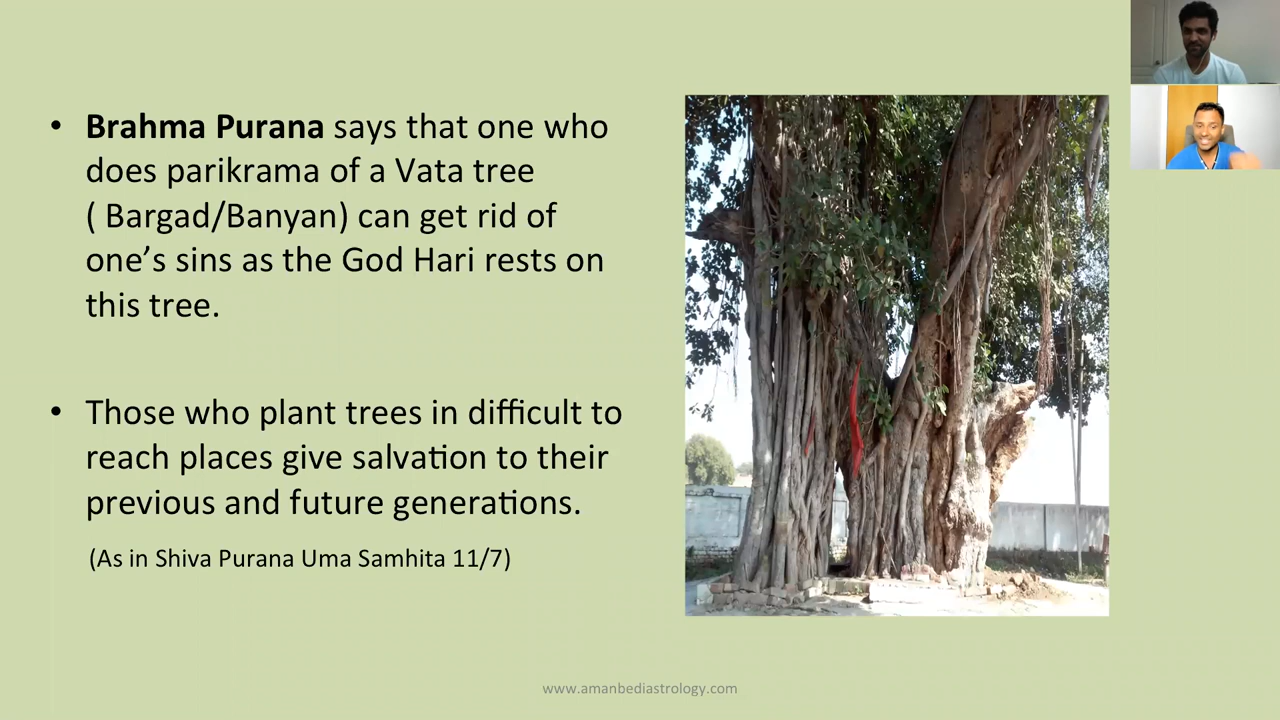 • Brahma Purana says that one who
does parikrama of a Vata tree
( Bargad/Banyan) can get rid of
one’s sins as the God Hari rests on
this tree.
• Those who plant trees in difficult to
reach places give salvation to their
previous and future generations.
(As in Shiva Purana Uma Samhita 11/7)
www.amanbediastrology.com